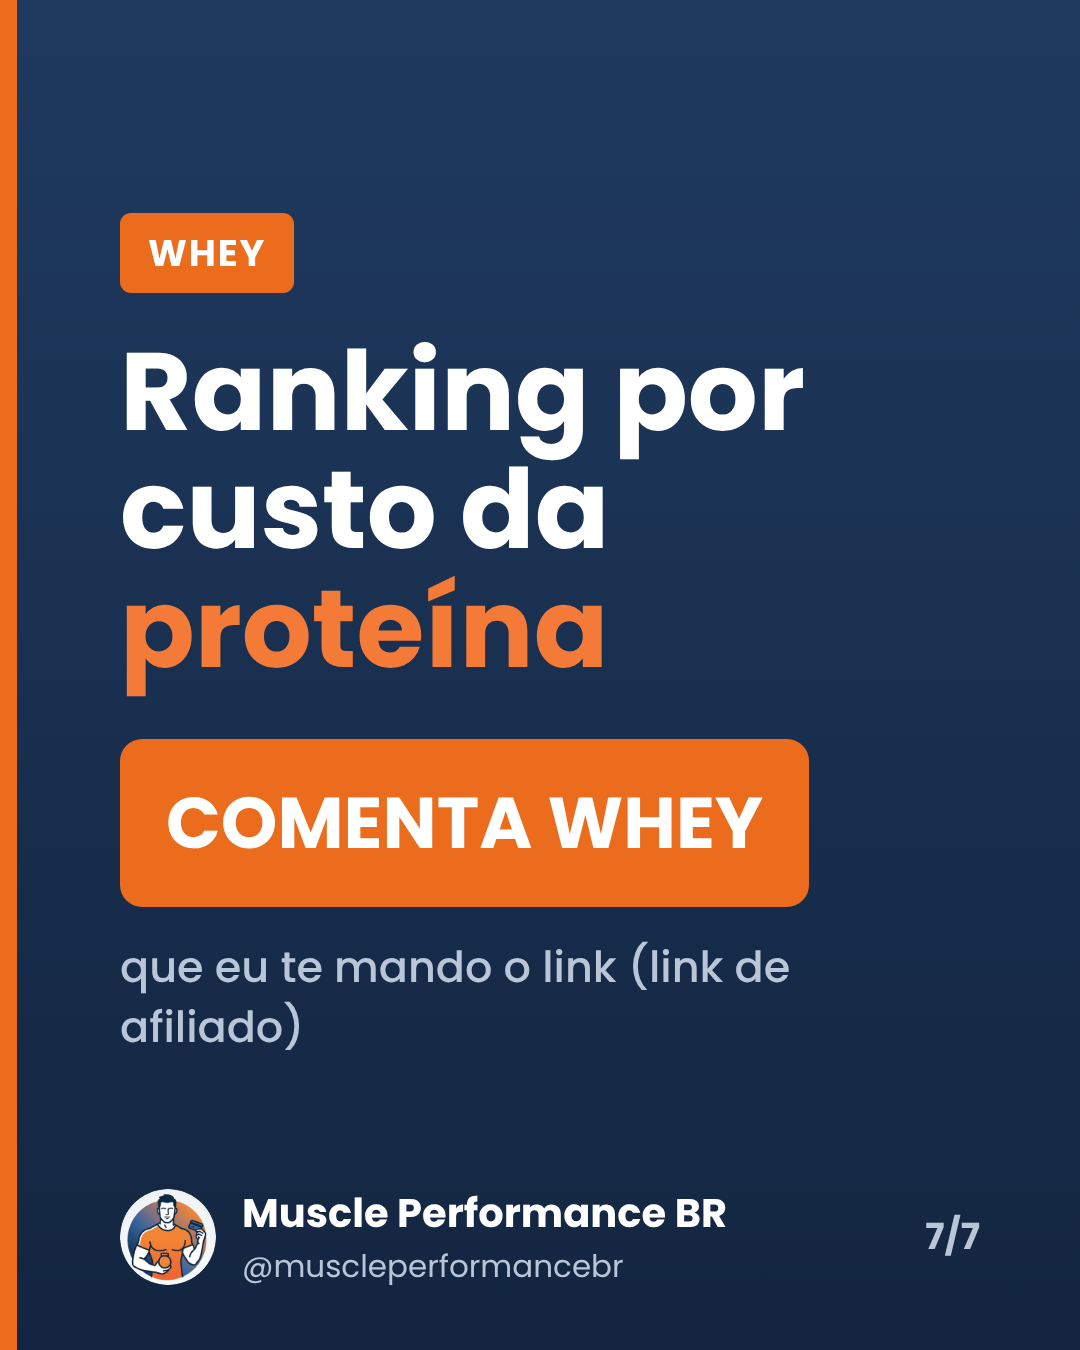 WHEY
Ranking por
custo da
proteína
COMENTA WHEY
que eu te mando o link (link de
afiliado)
Muscle Performance BR
@muscleperformancebr
7/7